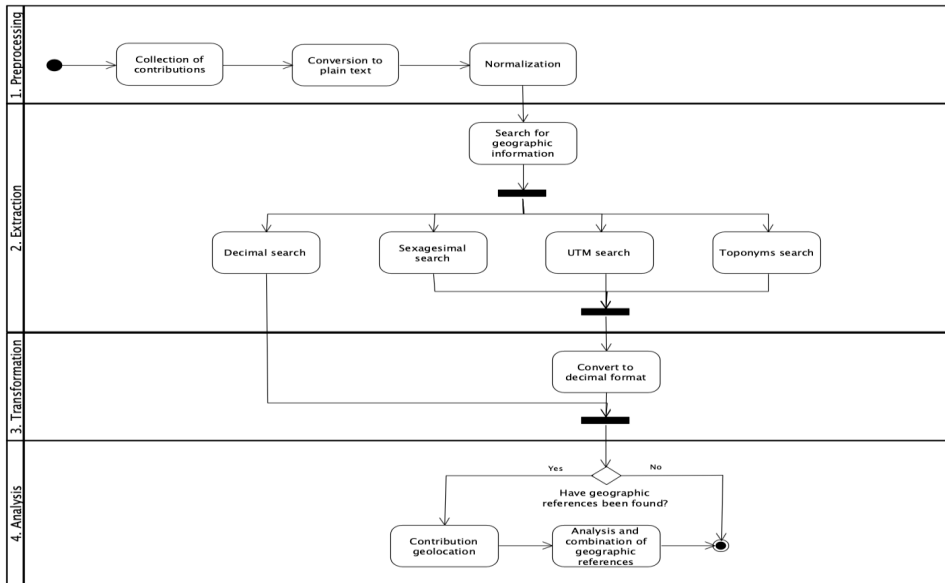 1. Preprocessing
Collection of
contributions
Conversion to
plain text
Normalization
2. Extraction
Search for
geographic
information
Decimal search
Sexagesimal
search
UTM search
Toponyms search
3. Transformation
Convert to
decimal format
4. Analysis
Yes
No
Have geographic
references been found?
Contribution
geolocation
Analysis and
combination of
geographic
references